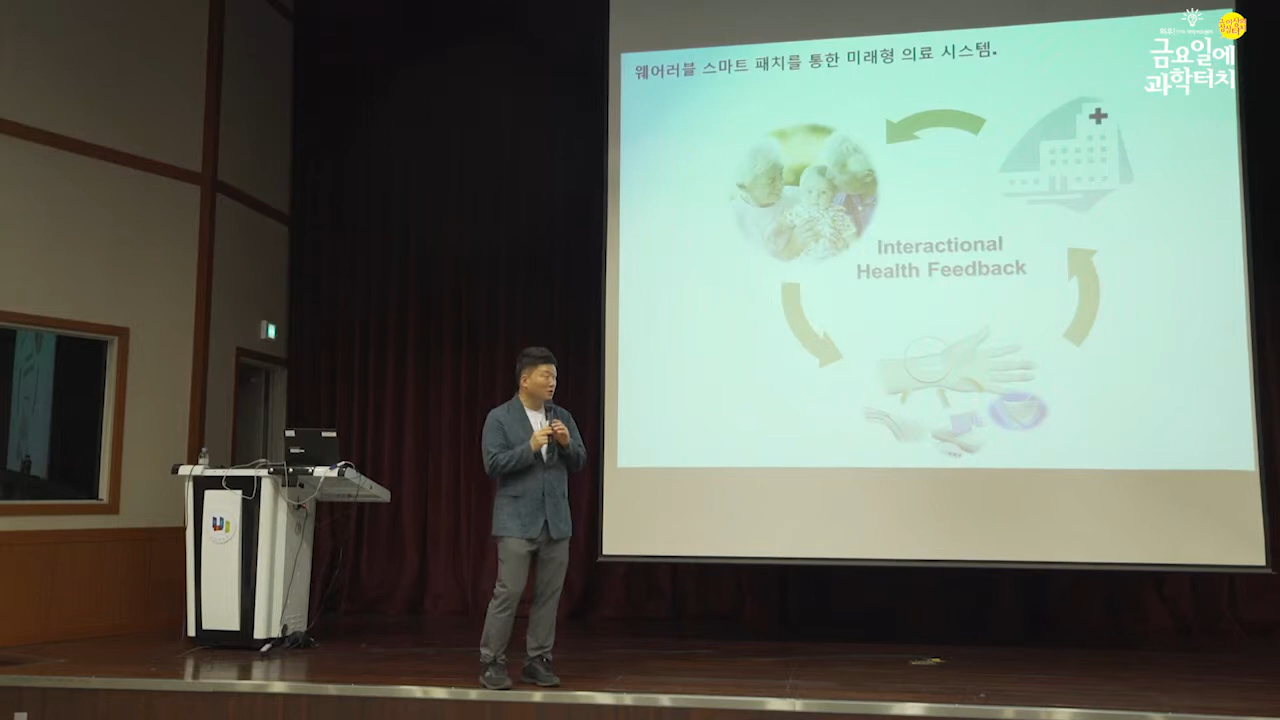 웨어러블 스마트 패치를 통한 미래형 의료 시스템.
금요일에
과학터치
Interactional
Health Feedback